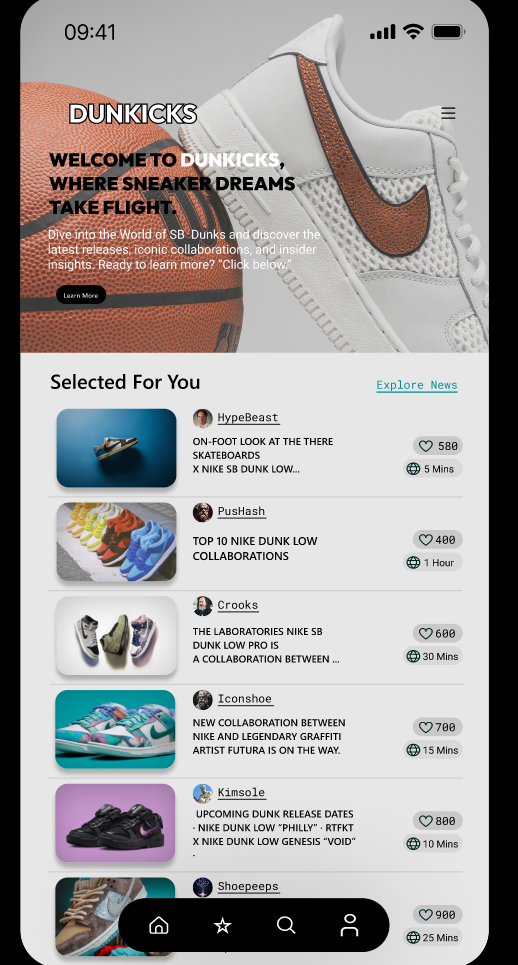 09:41
DUNKICKS
WELCOME TO DUNKICKS,
WHERE SNEAKER DREAMS
TAKE FLIGHT.
Dive into the World of SB Dunks and discover the
latest releases, iconic collaborations, and insider
insights. Ready to learn more? “Click below.”
Learn More
Selected For You
Explore News
HypeBeast
ON-FOOT LOOK AT THE THERE
SKATEBOARDS
X NIKE SB DUNK LOW...
580
5 Mins
PusHash
TOP 10 NIKE DUNK LOW
COLLABORATIONS
400
1 Hour
Crooks
THE LABORATORIES NIKE SB
DUNK LOW PRO IS
A COLLABORATION BETWEEN ...
600
30 Mins
Iconshoe
NEW COLLABORATION BETWEEN
NIKE AND LEGENDARY GRAFFITI
ARTIST FUTURA IS ON THE WAY.
700
15 Mins
Kimsole
UPCOMING DUNK RELEASE DATES
· NIKE DUNK LOW “PHILLY” · RTFKT
X NIKE DUNK LOW GENESIS “VOID”
.
800
10 Mins
Shoepeeps
900
25 Mins